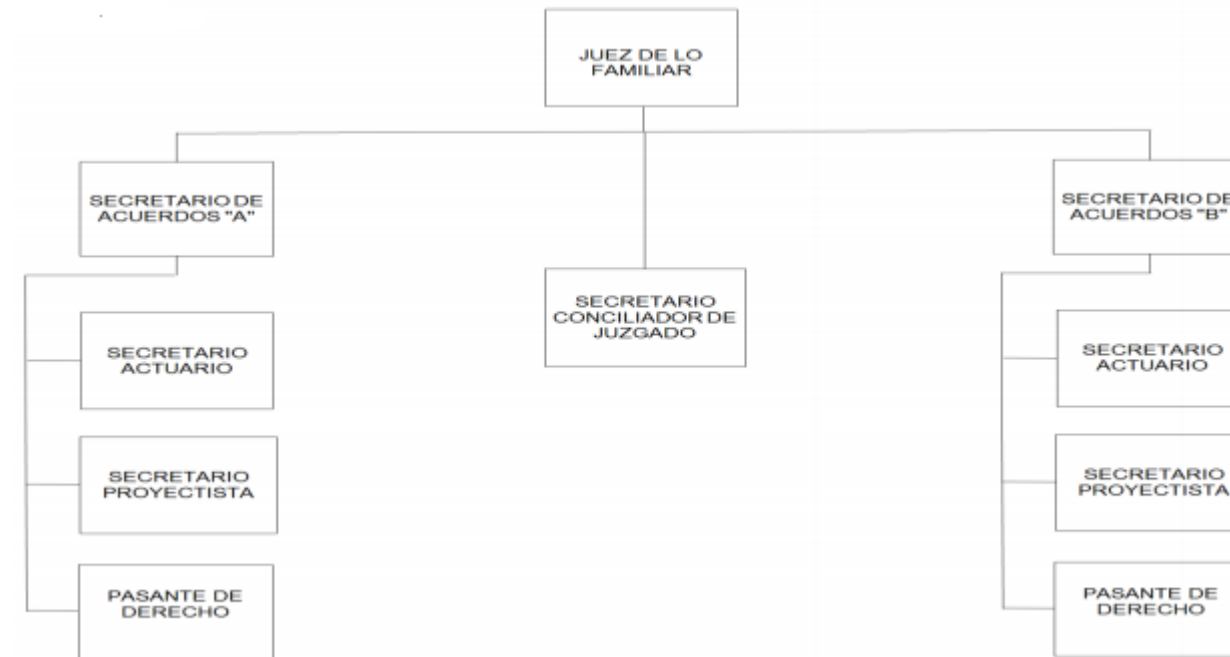 JUEZ DE LO
FAMILIAR
SECRETARIO DE
ACUERDOS "A"
SECRETARIO DE
ACUERDOS "B"
SECRETARIO
CONCILIADOR DE
JUZGADO
SECRETARIO
ACTUARIO
SECRETARIO
PROYECTISTA
PASANTE DE
DERECHO
SECRETARIO
ACTUARIO
SECRETARIO
PROYECTISTA
PASANTE DE
DERECHO